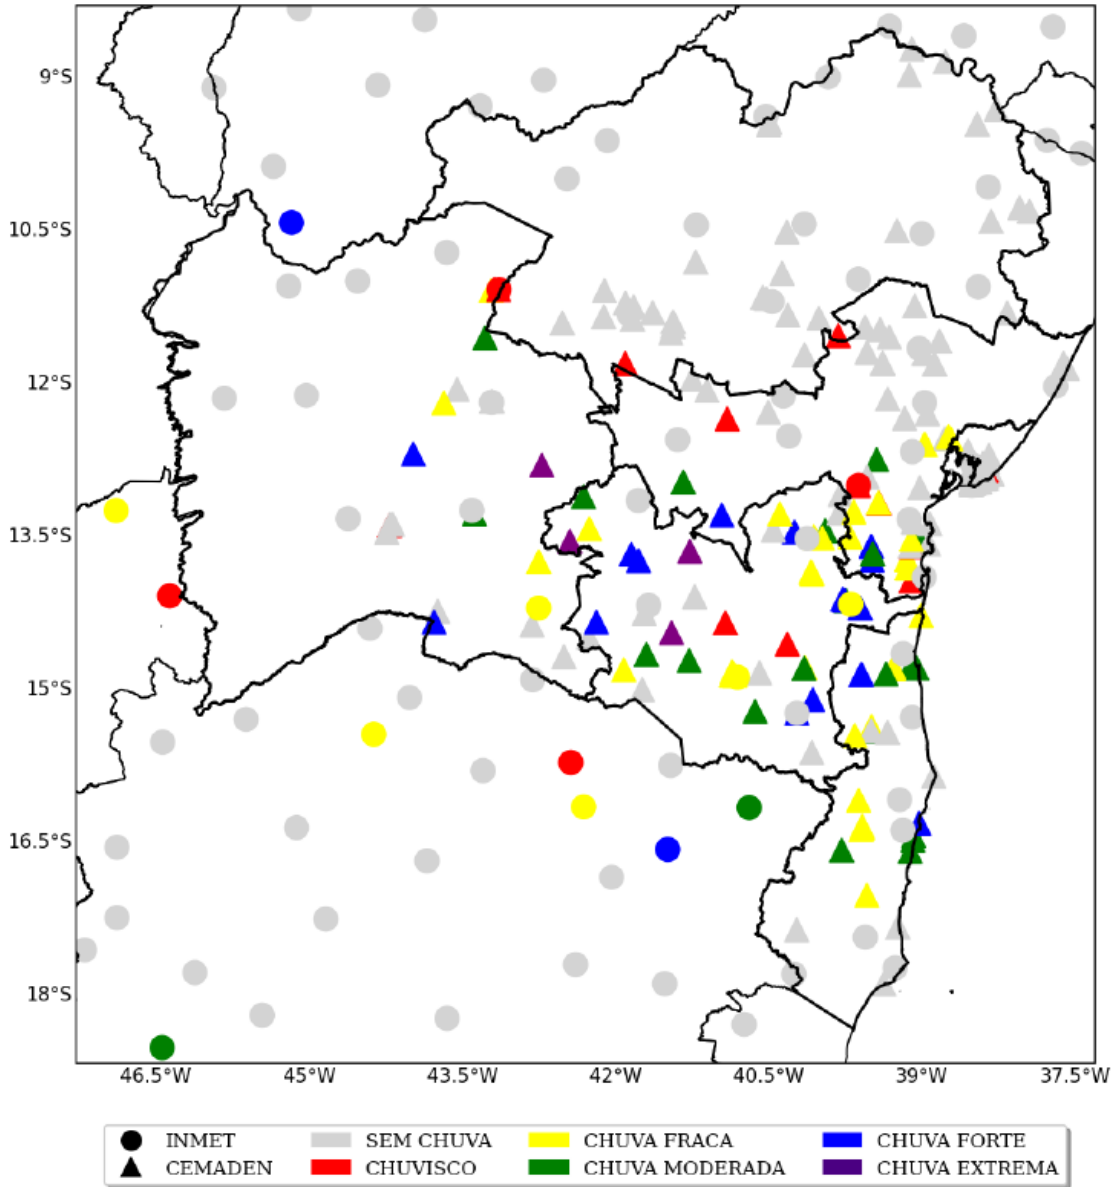 9°S
10.5°S
12°S
13.5°S
15°S
16.5°S
18°S
46.5°W 45°W 43.5°W 42°W 40.5°W 39°W 37.5°W
INMET SEM CHUVA CHUVA FRACA CHUVA FORTE
CEMADEN CHUVISCO CHUVA MODERADA CHUVA EXTREMA